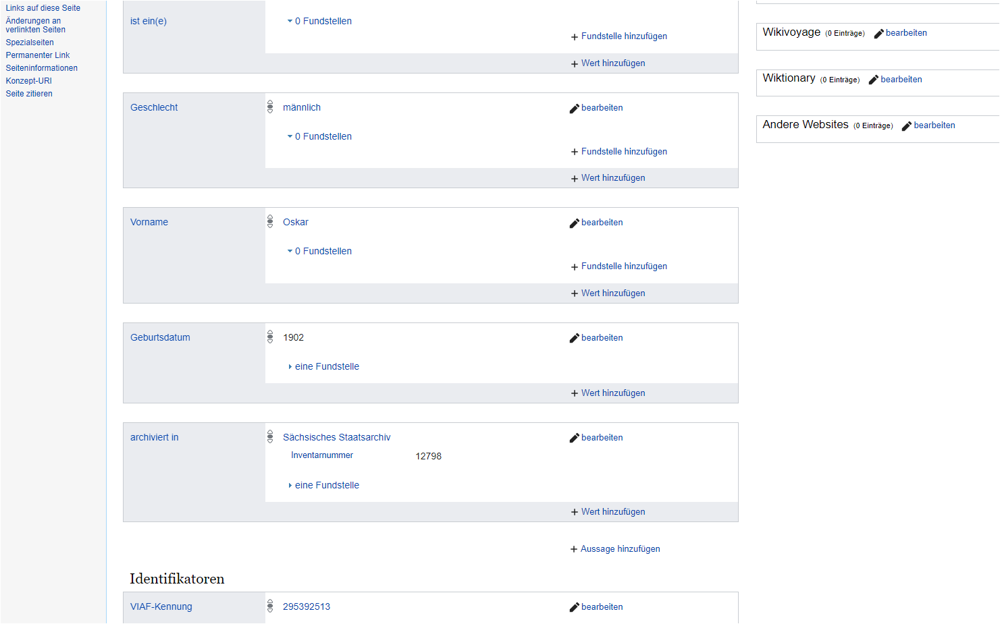 Links auf diese Seite
Änderungen an
verlinkten Seiten
Spezialseiten
Permanenter Link
Seiteninformationen
Konzept-URI
Seite zitieren
ist ein(e)
0 Fundstellen
+ Fundstelle hinzufügen
+ Wert hinzufügen
Geschlecht
männlich
bearbeiten
0 Fundstellen
+ Fundstelle hinzufügen
+ Wert hinzufügen
Vorname
Oskar
bearbeiten
0 Fundstellen
+ Fundstelle hinzufügen
+ Wert hinzufügen
Geburtsdatum
1902
bearbeiten
eine Fundstelle
+ Wert hinzufügen
archiviert in
Sächsisches Staatsarchiv
bearbeiten
Inventarnummer 12798
eine Fundstelle
+ Wert hinzufügen
+ Aussage hinzufügen
Identifikatoren
VIAF-Kennung
295392513
bearbeiten
Wikivoyage (0 Einträge) bearbeiten
Wiktionary (0 Einträge) bearbeiten
Andere Websites (0 Einträge) bearbeiten